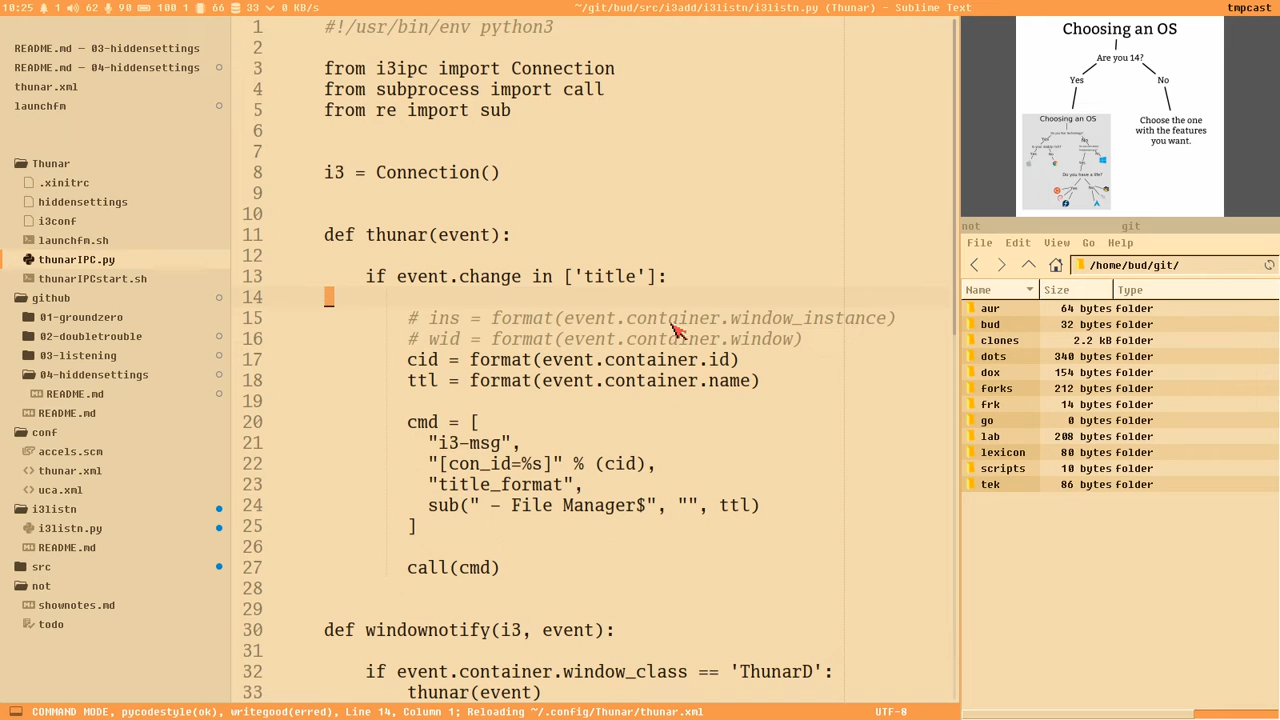 10:25 1 62 90 100 1 66 33 0 KB/s
~/git/bud/src/i3add/i3listn/i3listn.py (Thunar) - Sublime Text
tmpcast
README.md — 03-hiddensettings
README.md — 04-hiddensettings
thunar.xml
launchfm
Thunar
.xinitrc
hiddensettings
i3conf
launchfm.sh
thunarIPC.py
thunarIPCstart.sh
github
01-groundzero
02-doubletrouble
03-listening
04-hiddensettings
README.md
README.md
conf
accels.scm
thunar.xml
uca.xml
i3listn
i3listn.py
README.md
src
not
shownotes.md
todo
1 #!/usr/bin/env python3
2
3 from i3ipc import Connection
4 from subprocess import call
5 from re import sub
6
7
8 i3 = Connection()
9
10
11 def thunar(event):
12
13 if event.change in ['title']:
14
15 # ins = format(event.container.window_instance)
16 # wid = format(event.container.window)
17 cid = format(event.container.id)
18 ttl = format(event.container.name)
19
20 cmd = [
21 "i3-msg",
22 "[con_id=%s]" % (cid),
23 "title_format",
24 sub(" - File Manager$", "", ttl)
25 ]
26
27 call(cmd)
28
29
30 def windownotify(i3, event):
31
32 if event.container.window_class == 'ThunarD':
33 thunar(event)
COMMAND MODE, pycodestyle(ok), writegood(erred), Line 14, Column 1; Reloading ~/.config/Thunar/thunar.xml
UTF-8
Choosing an OS
Are you 14?
Yes
No
Choosing an OS
Do you have a life?
Choose the one
with the features
you want.
not git
File Edit View Go Help
/home/bud/git/
Name Size Type
aur 64 bytes folder
bud 32 bytes folder
clones 2.2 kB folder
dots 340 bytes folder
dox 154 bytes folder
forks 212 bytes folder
frk 14 bytes folder
go 0 bytes folder
lab 208 bytes folder
lexicon 80 bytes folder
scripts 10 bytes folder
tek 86 bytes folder